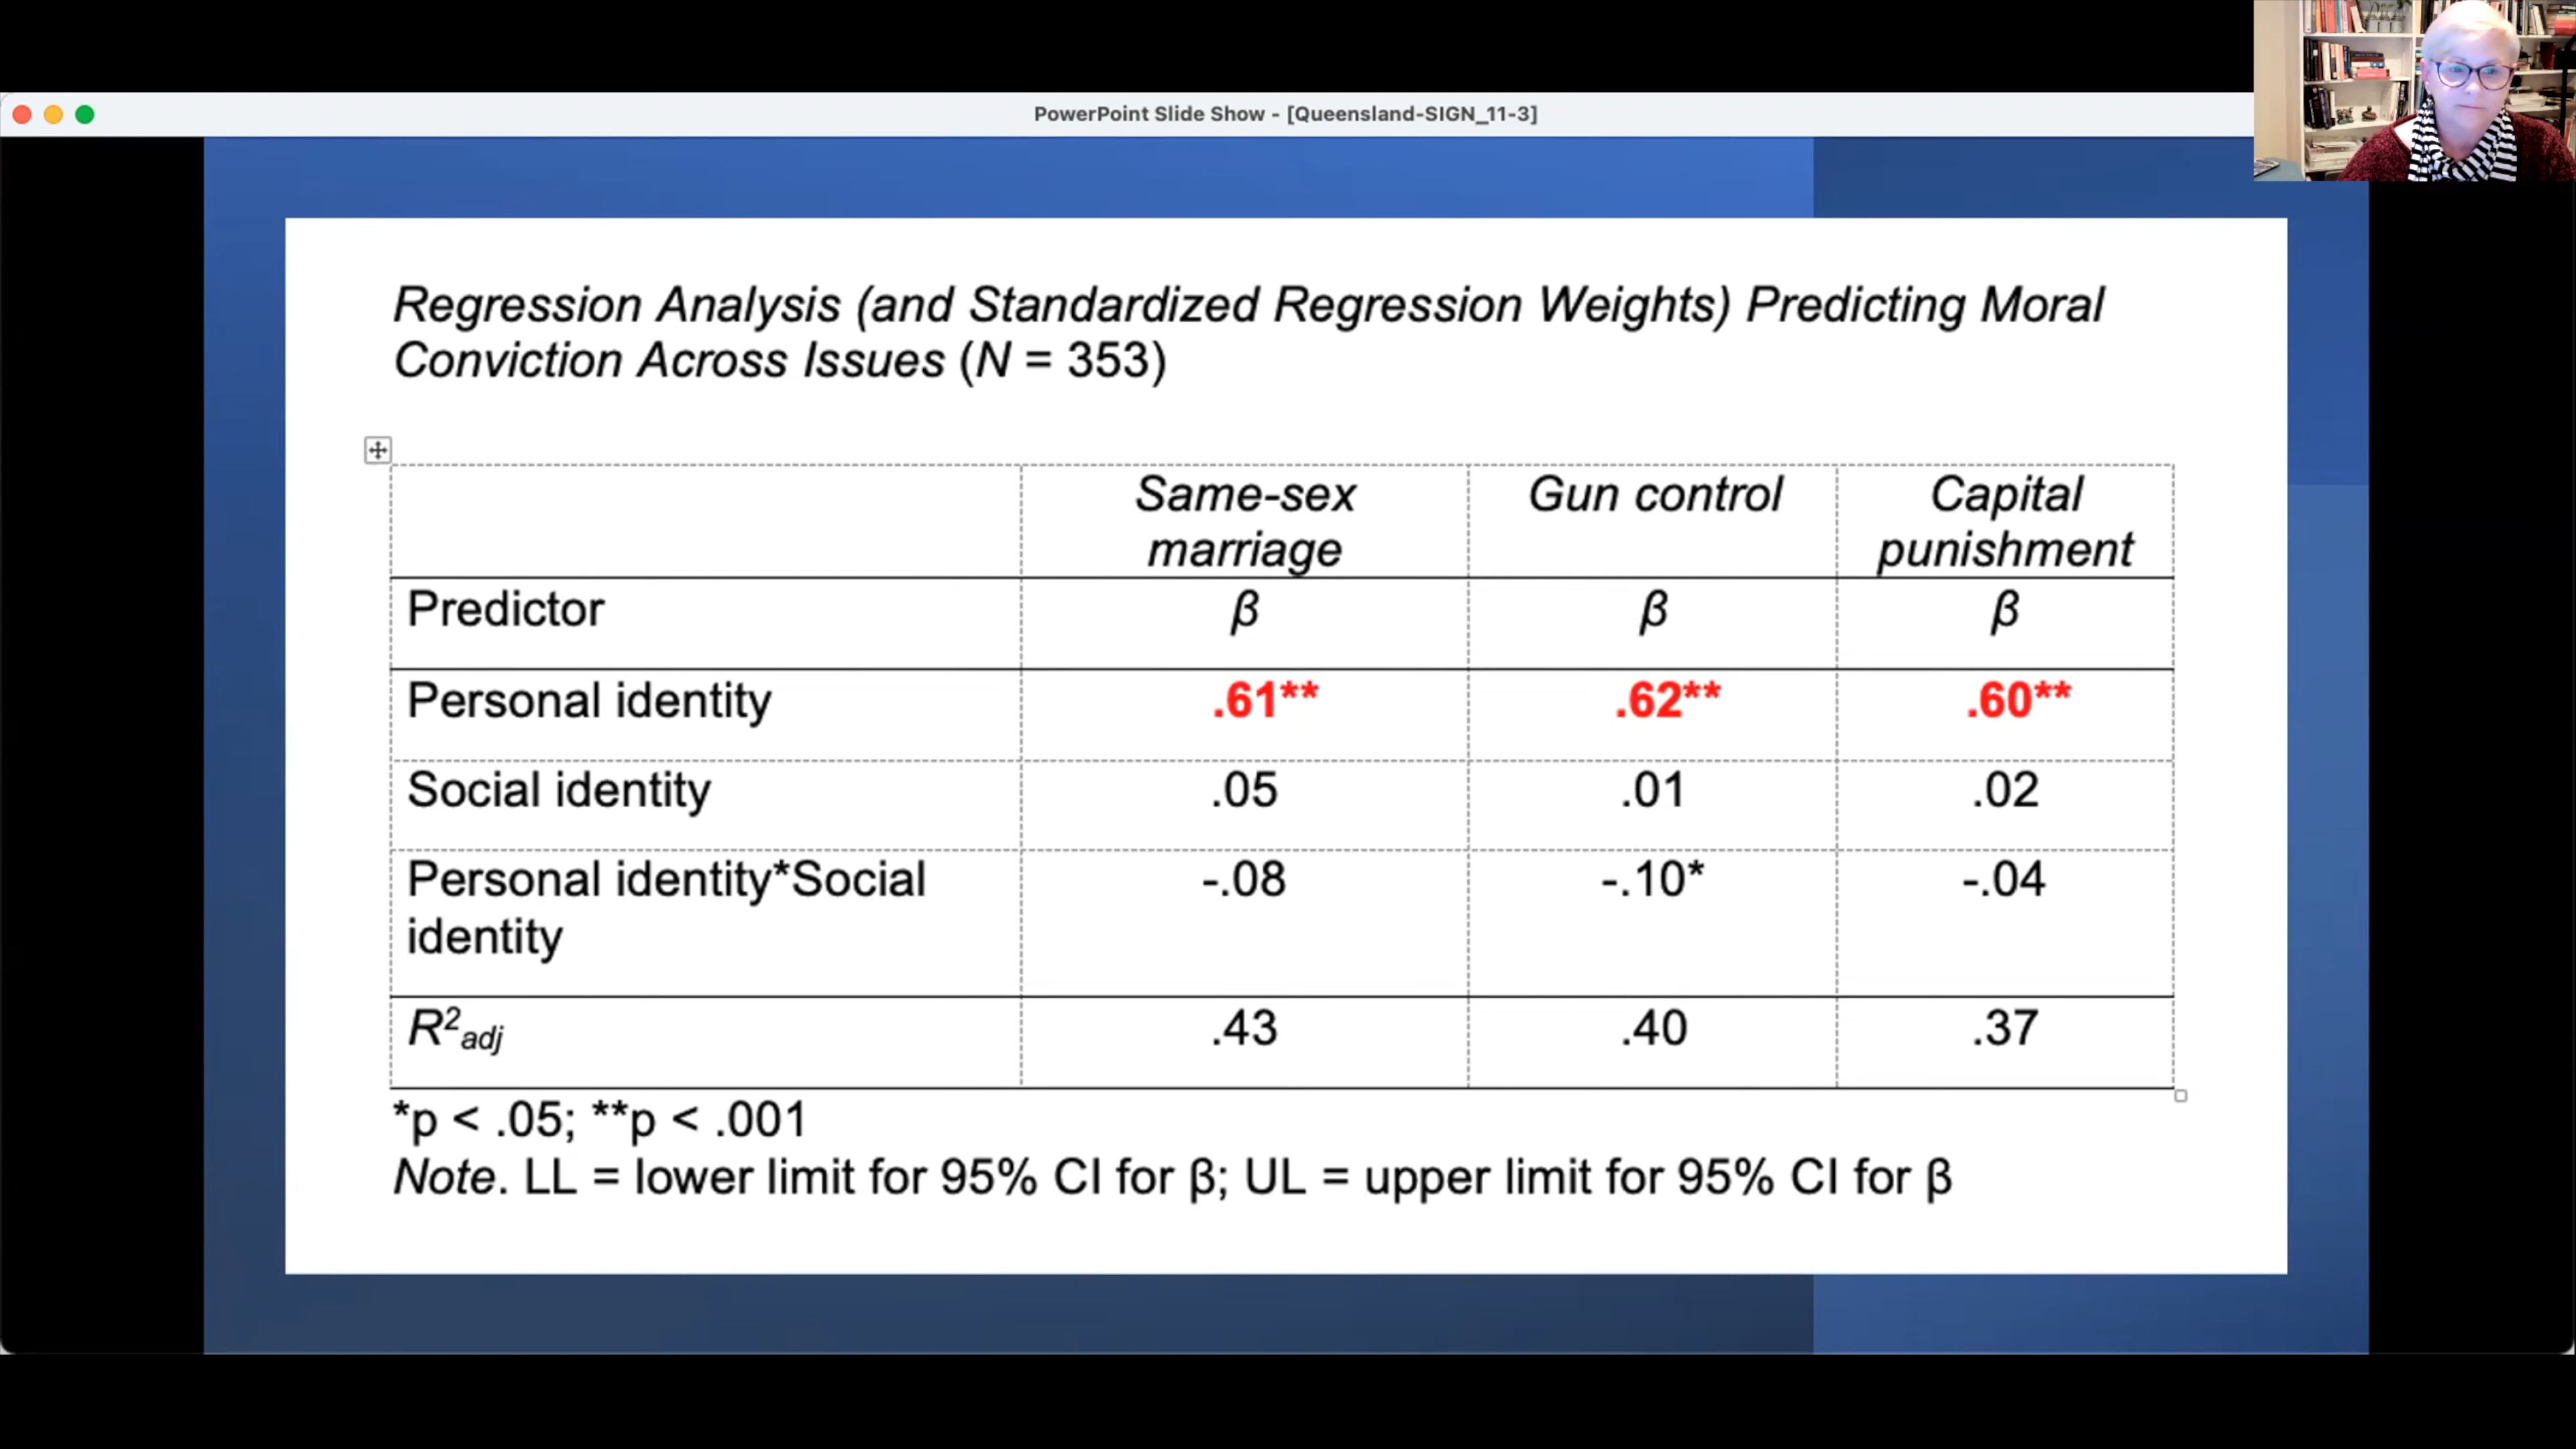 PowerPoint Slide Show - [Queensland-SIGN_11-3]
Regression Analysis (and Standardized Regression Weights) Predicting Moral
Conviction Across Issues (N = 353)
Same-sex marriage Gun control Capital punishment
Predictor β β β
Personal identity .61** .62** .60**
Social identity .05 .01 .02
Personal identity*Social identity -.08 -.10* -.04
R²adj .43 .40 .37
*p < .05; **p < .001
Note. LL = lower limit for 95% CI for β; UL = upper limit for 95% CI for β